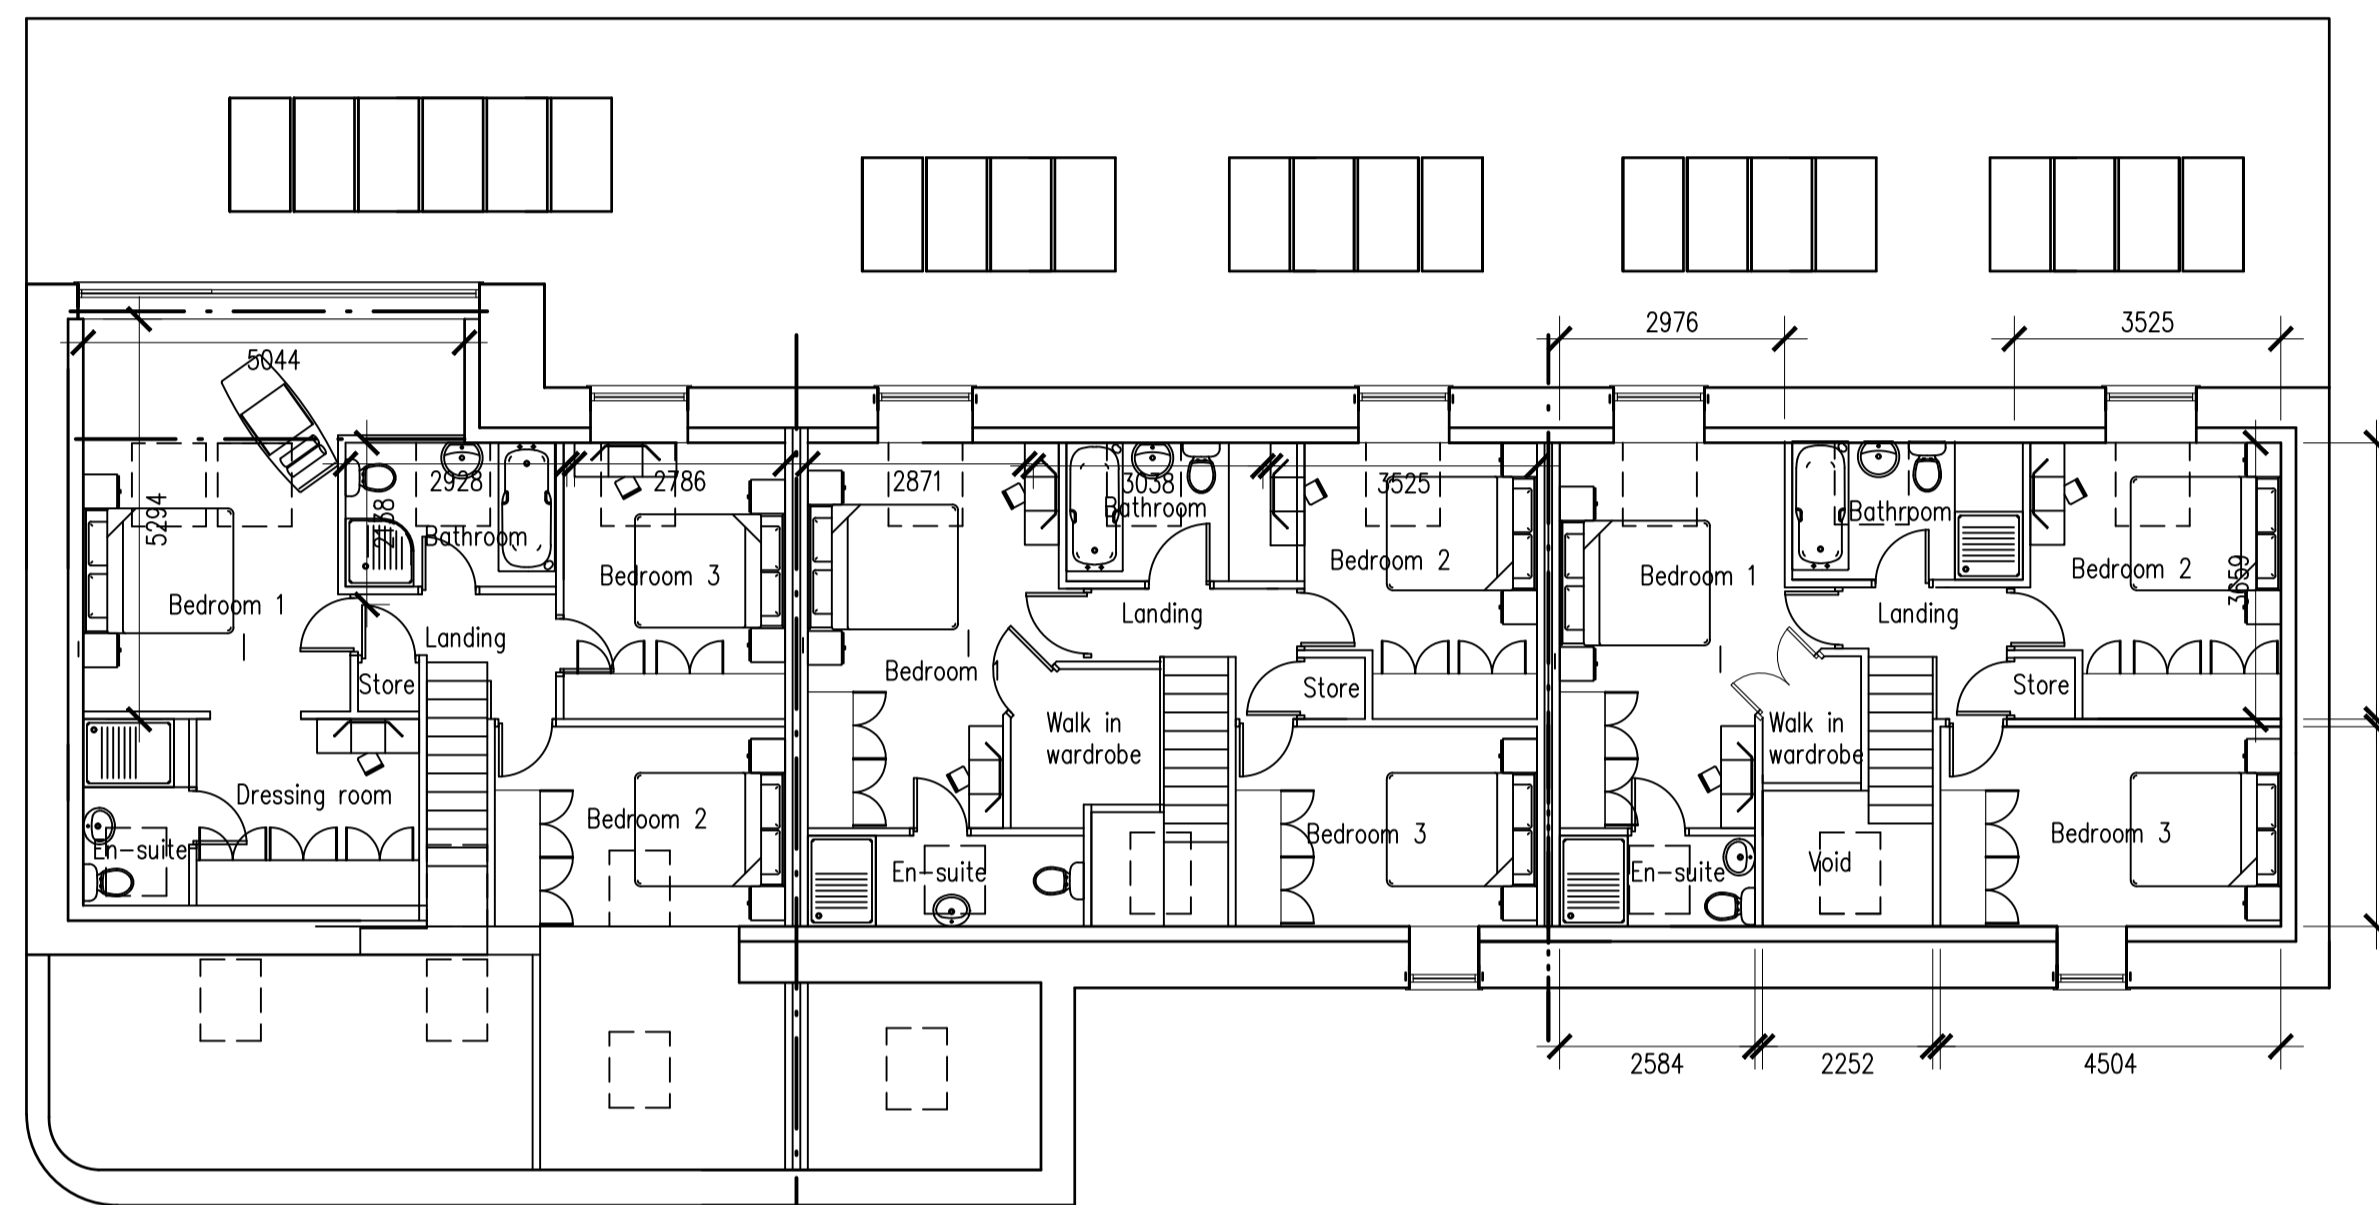 2976
3525
5044
2928
2786
2871
3038
3525
5294
Bathroom
Bathroom
Bathroom
Bedroom 3
Bedroom 2
Bedroom 1
Bedroom 2
3659
Bedroom 1
Landing
Landing
Landing
Store
Bedroom 1
Store
Store
Walk in
wardrobe
Walk in
wardrobe
Dressing room
Bedroom 2
Bedroom 3
Bedroom 3
En-suite
En-suite
En-suite
Void
2584
2252
4504